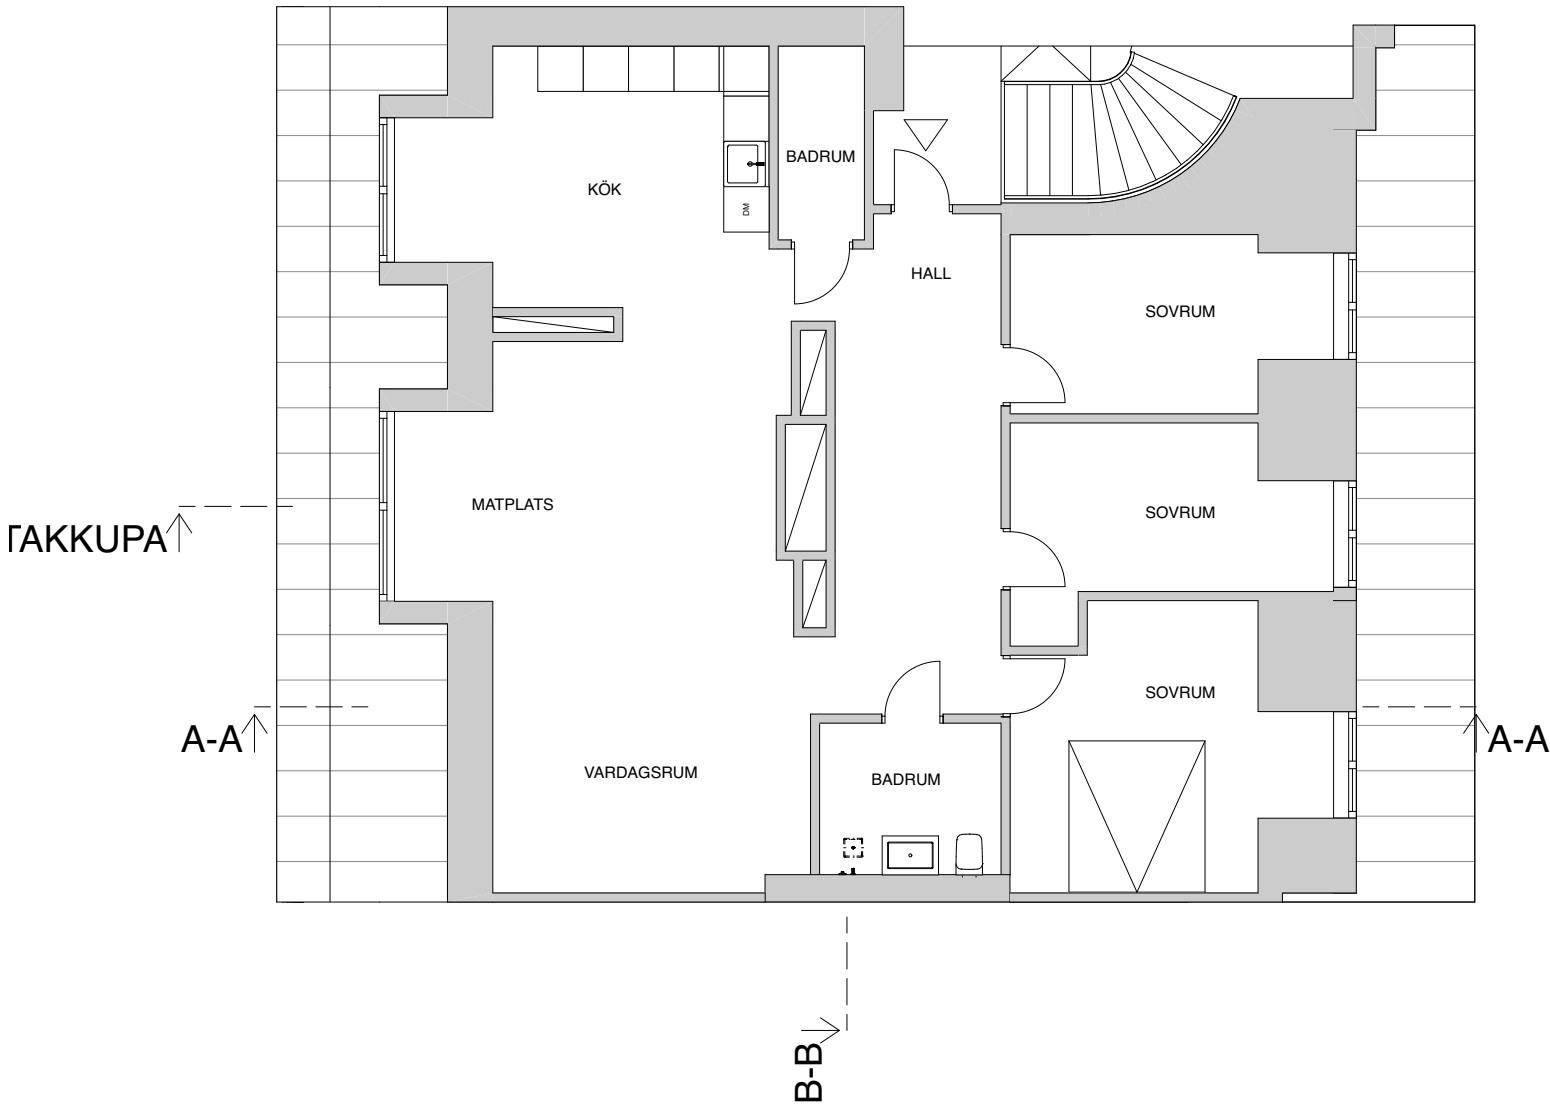 BADRUM
KÖK
DM
HALL
SOVRUM
MATPLATS
SOVRUM
TAKKUPA
SOVRUM
A-A
A-A
VARDAGSRUM
BADRUM
B-B